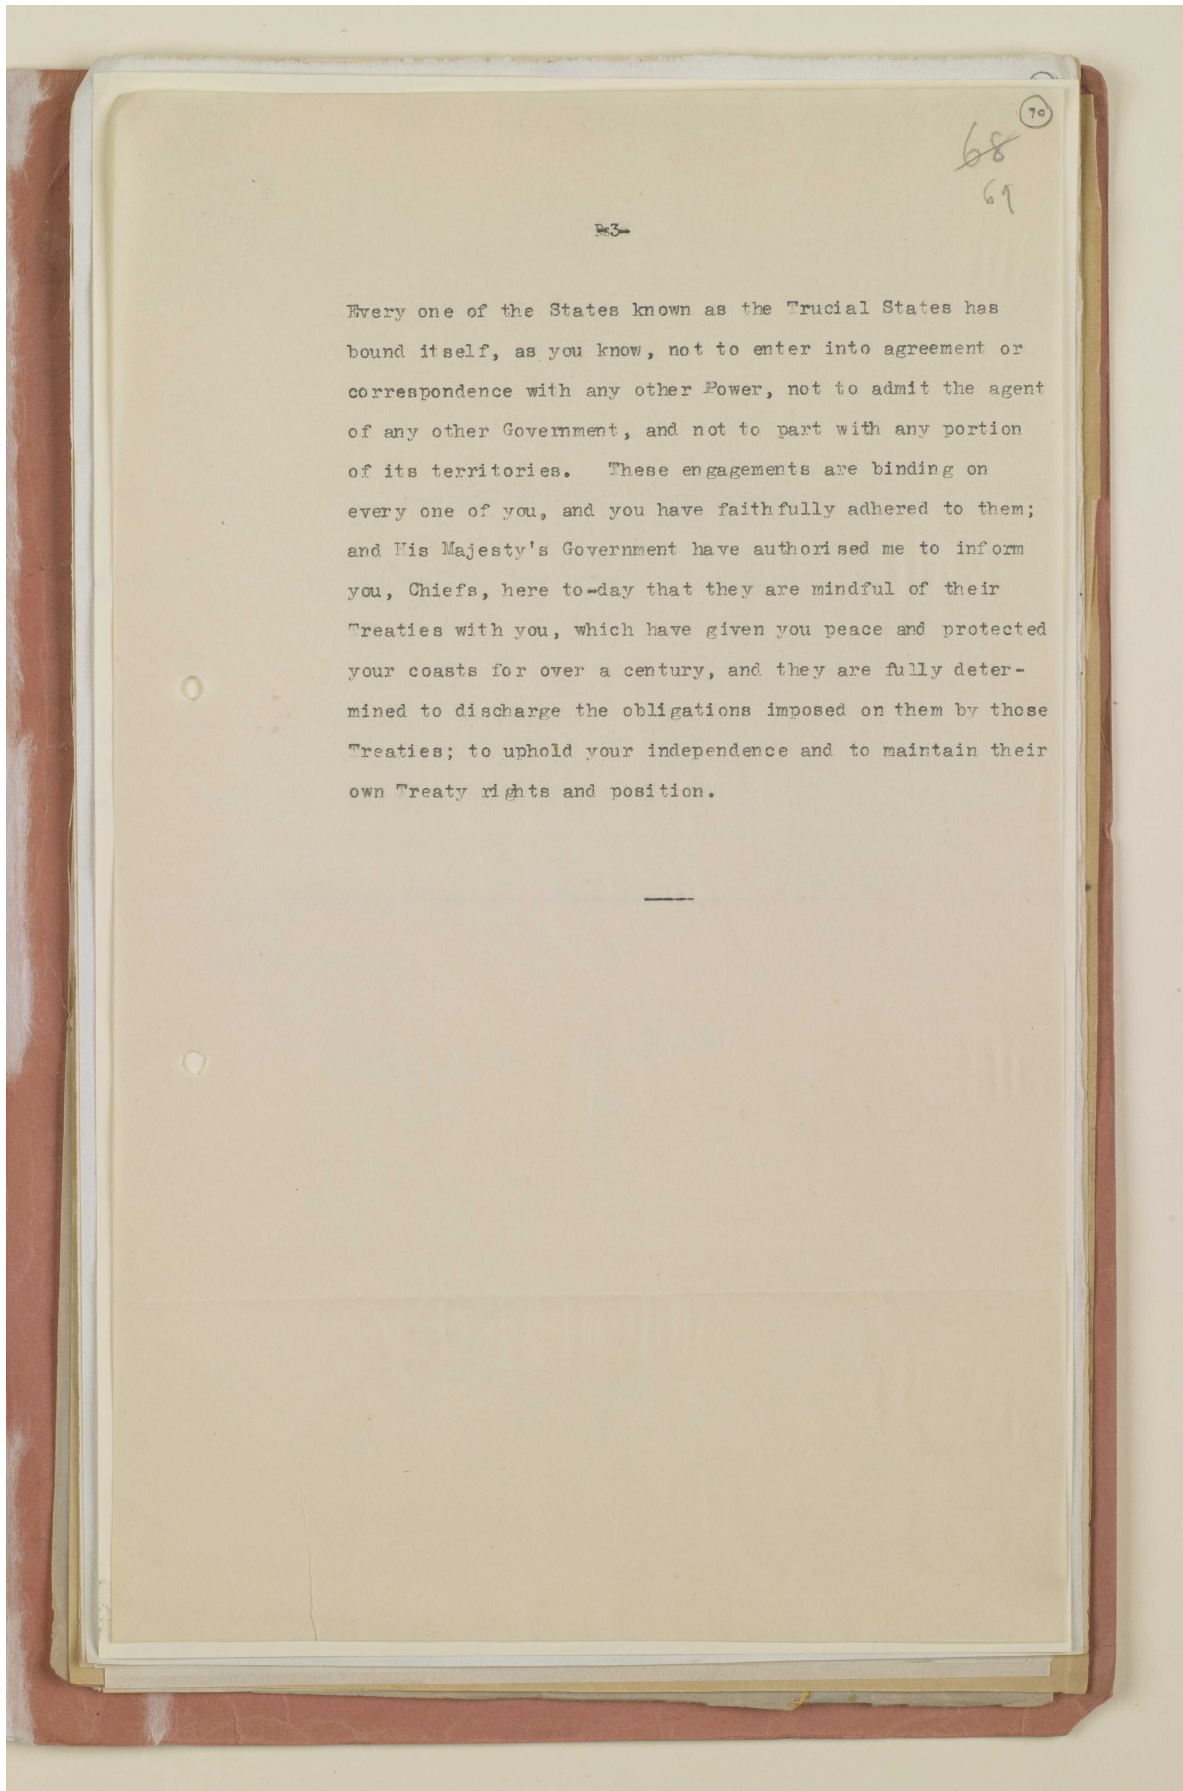 70
68
69
-3-
Every one of the States known as the Trucial States has
bound itself, as you know, not to enter into agreement or
correspondence with any other Power, not to admit the agent
of any other Government, and not to part with any portion
of its territories. These engagements are binding on
every one of you, and you have faithfully adhered to them;
and His Majesty's Government have authorised me to inform
you, Chiefs, here to-day that they are mindful of their
Treaties with you, which have given you peace and protected
your coasts for over a century, and they are fully deter-
mined to discharge the obligations imposed on them by those
Treaties; to uphold your independence and to maintain their
own Treaty rights and position.